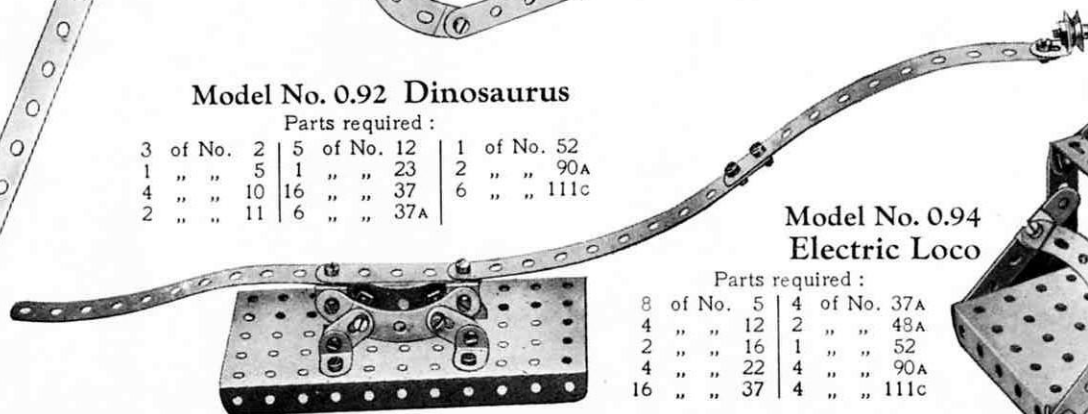 Model No. 0.92 Dinosaurus
Parts required :
3 of No. 2 | 5 of No. 12 | 1 of No. 52
1 „ „ 5 | 1 „ „ 23 | 2 „ „ 90A
4 „ „ 10 | 16 „ „ 37 | 6 „ „ 111C
2 „ „ 11 | 6 „ „ 37A |
Model No. 0.94
Electric Loco
Parts required :
8 of No. 5 | 4 of No. 37A
4 „ „ 12 | 2 „ „ 48A
2 „ „ 16 | 1 „ „ 52
4 „ „ 22 | 4 „ „ 90A
16 „ „ 37 | 4 „ „ 111C